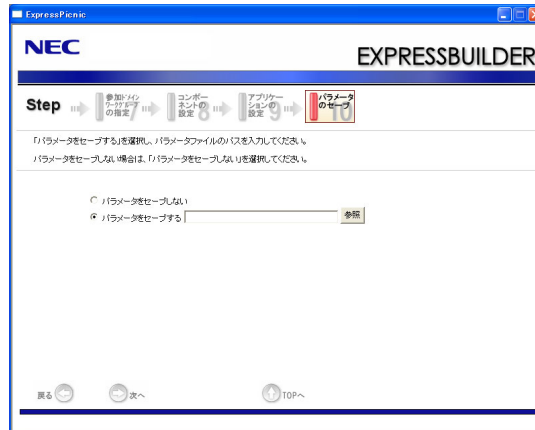 ExpressPicnic
NEC
EXPRESSBUILDER
Step
参加ドメイン
ワークグループ
の指定 7
コンポー
ネントの
設定 8
アプリケー
ションの
設定 9
パラメータ
のセーブ
10
「パラメータをセーブする」を選択し、パラメータファイルのパスを入力してください。
パラメータをセーブしない場合は、「パラメータをセーブしない」を選択してください。
パラメータをセーブしない
パラメータをセーブする 参照
戻る 次へ TOPへ